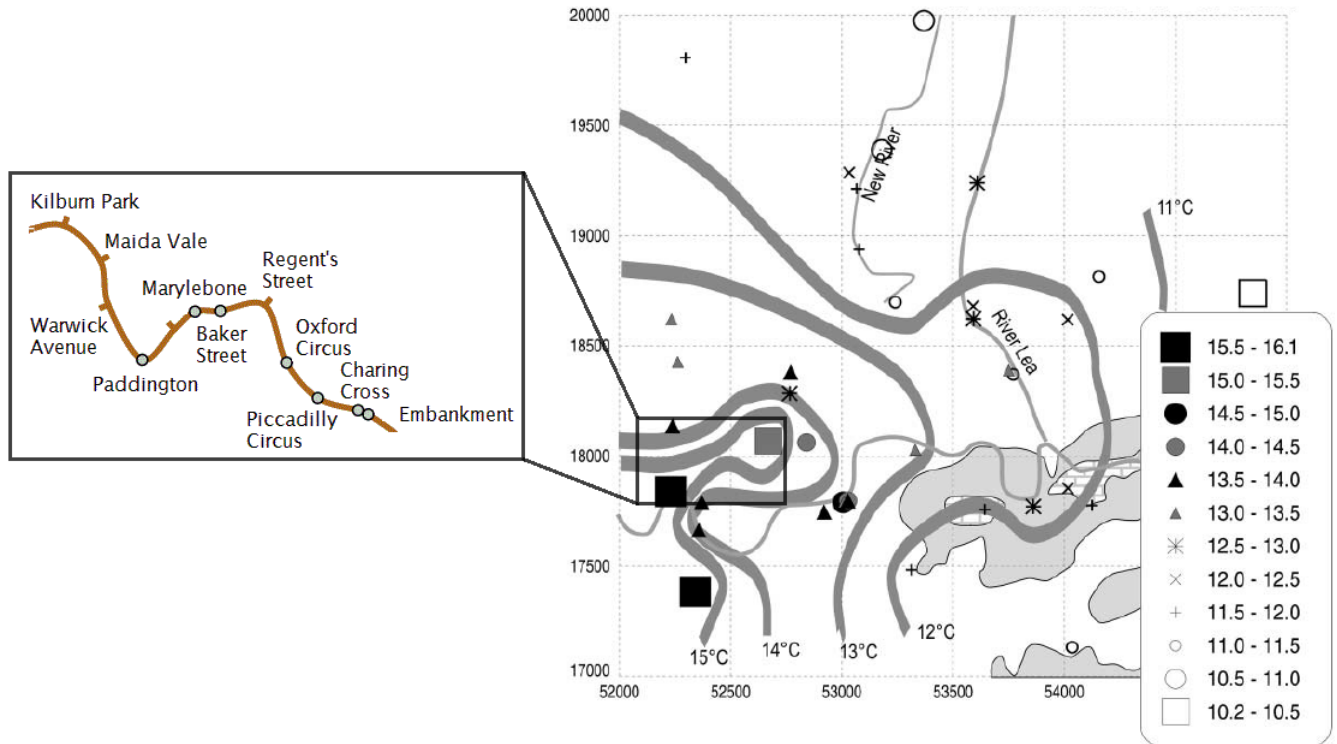 Kilburn Park
Maida Vale
Marylebone
Regent's
Street
Warwick
Avenue
Baker
Street
Oxford
Circus
Paddington
Charing
Cross
Piccadilly
Circus
Embankment
20000
19500
19000
18500
18000
17500
17000
52000
52500
53000
53500
54000
New River
River Lea
11°C
12°C
13°C
14°C
15°C
15.5 - 16.1
15.0 - 15.5
14.5 - 15.0
14.0 - 14.5
13.5 - 14.0
13.0 - 13.5
12.5 - 13.0
12.0 - 12.5
11.5 - 12.0
11.0 - 11.5
10.5 - 11.0
10.2 - 10.5